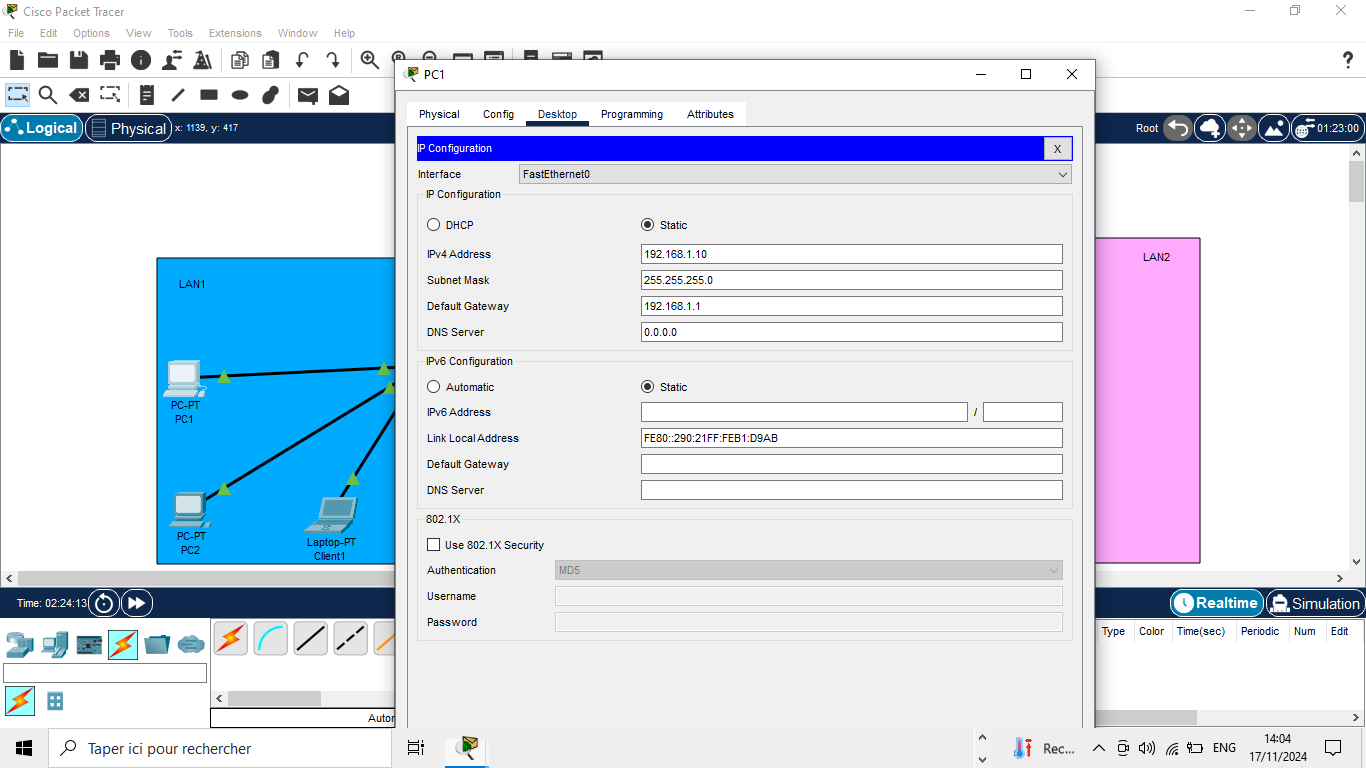 Cisco Packet Tracer
File Edit Options View Tools Extensions Window Help
PC1
?
Physical Config Desktop Programming Attributes
Logical Physical x: 1139, y: 417
Root 01:23:00
IP Configuration X
Interface FastEthernet0
IP Configuration
DHCP Static
IPv4 Address 192.168.1.10
Subnet Mask 255.255.255.0
Default Gateway 192.168.1.1
DNS Server 0.0.0.0
IPv6 Configuration
Automatic Static
IPv6 Address /
Link Local Address FE80::290:21FF:FEB1:D9AB
Default Gateway
DNS Server
802.1X
Use 802.1X Security
Authentication MD5
Username
Password
LAN1
PC-PT
PC1
PC-PT
PC2
Laptop-PT
Client1
LAN2
Time: 02:24:13
Realtime Simulation
Type Color Time(sec) Periodic Num Edit
Autor
Taper ici pour rechercher
Rec...
ENG
14:04
17/11/2024